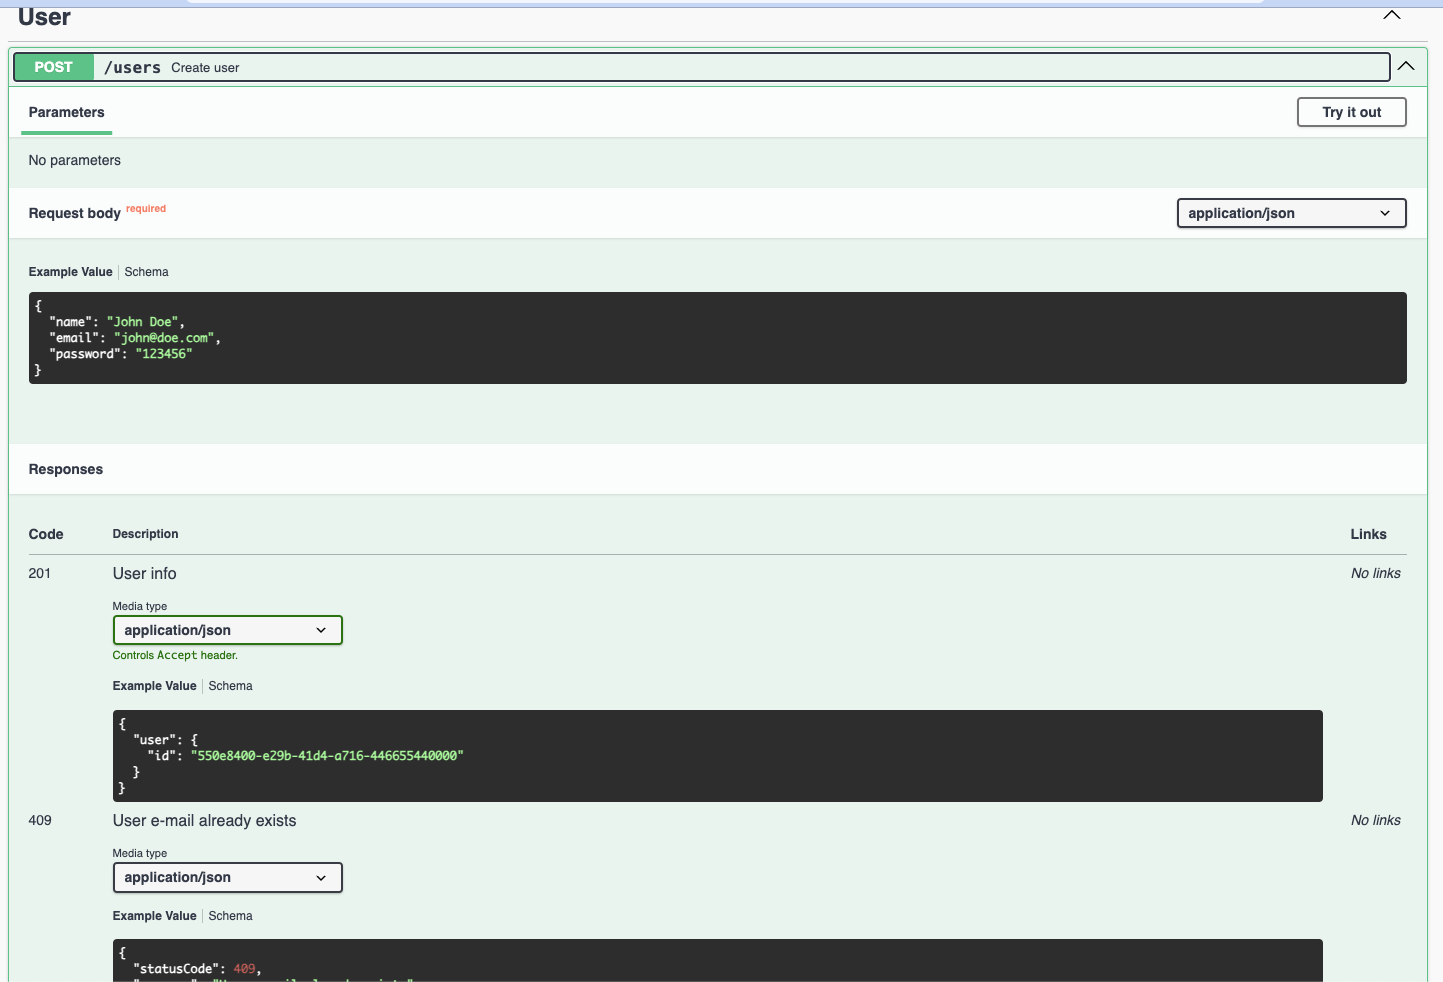 User
POST /users Create user
Parameters
Try it out
No parameters
Request body required
application/json
Example Value Schema
{
"name": "John Doe",
"email": "john@doe.com",
"password": "123456"
}
Responses
Code Description Links
201 User info No links
Media type
application/json
Controls Accept header.
Example Value Schema
{
"user": {
"id": "550e8400-e29b-41d4-a716-446655440000"
}
}
409 User e-mail already exists No links
Media type
application/json
Example Value Schema
{
"statusCode": 409,